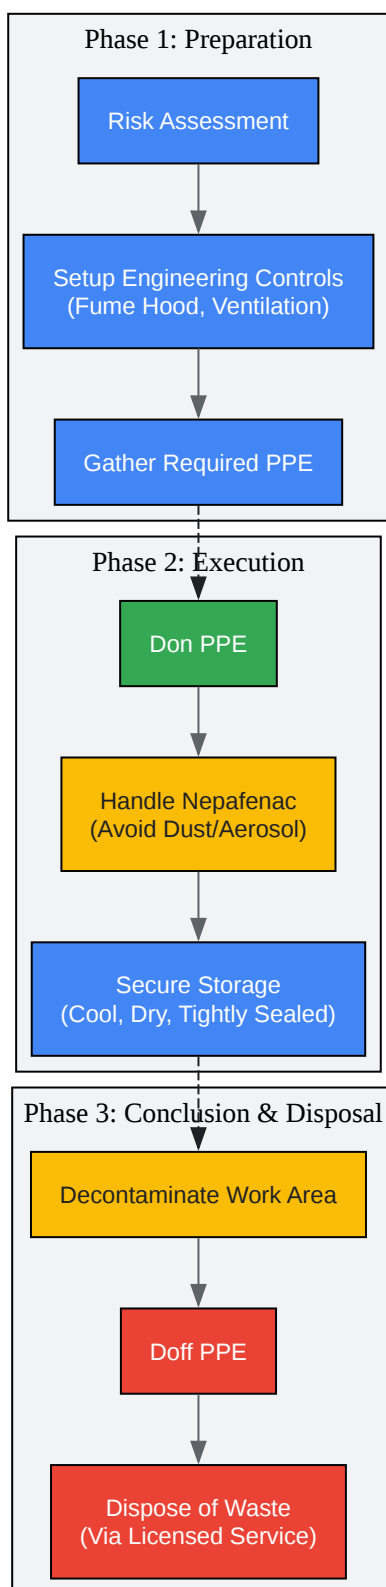 Phase 1: Preparation
Risk Assessment
Setup Engineering Controls
(Fume Hood, Ventilation)
Gather Required PPE
Phase 2: Execution
Don PPE
Handle Nepafenac
(Avoid Dust/Aerosol)
Secure Storage
(Cool, Dry, Tightly Sealed)
Phase 3: Conclusion & Disposal
Decontaminate Work Area
Doff PPE
Dispose of Waste
(Via Licensed Service)